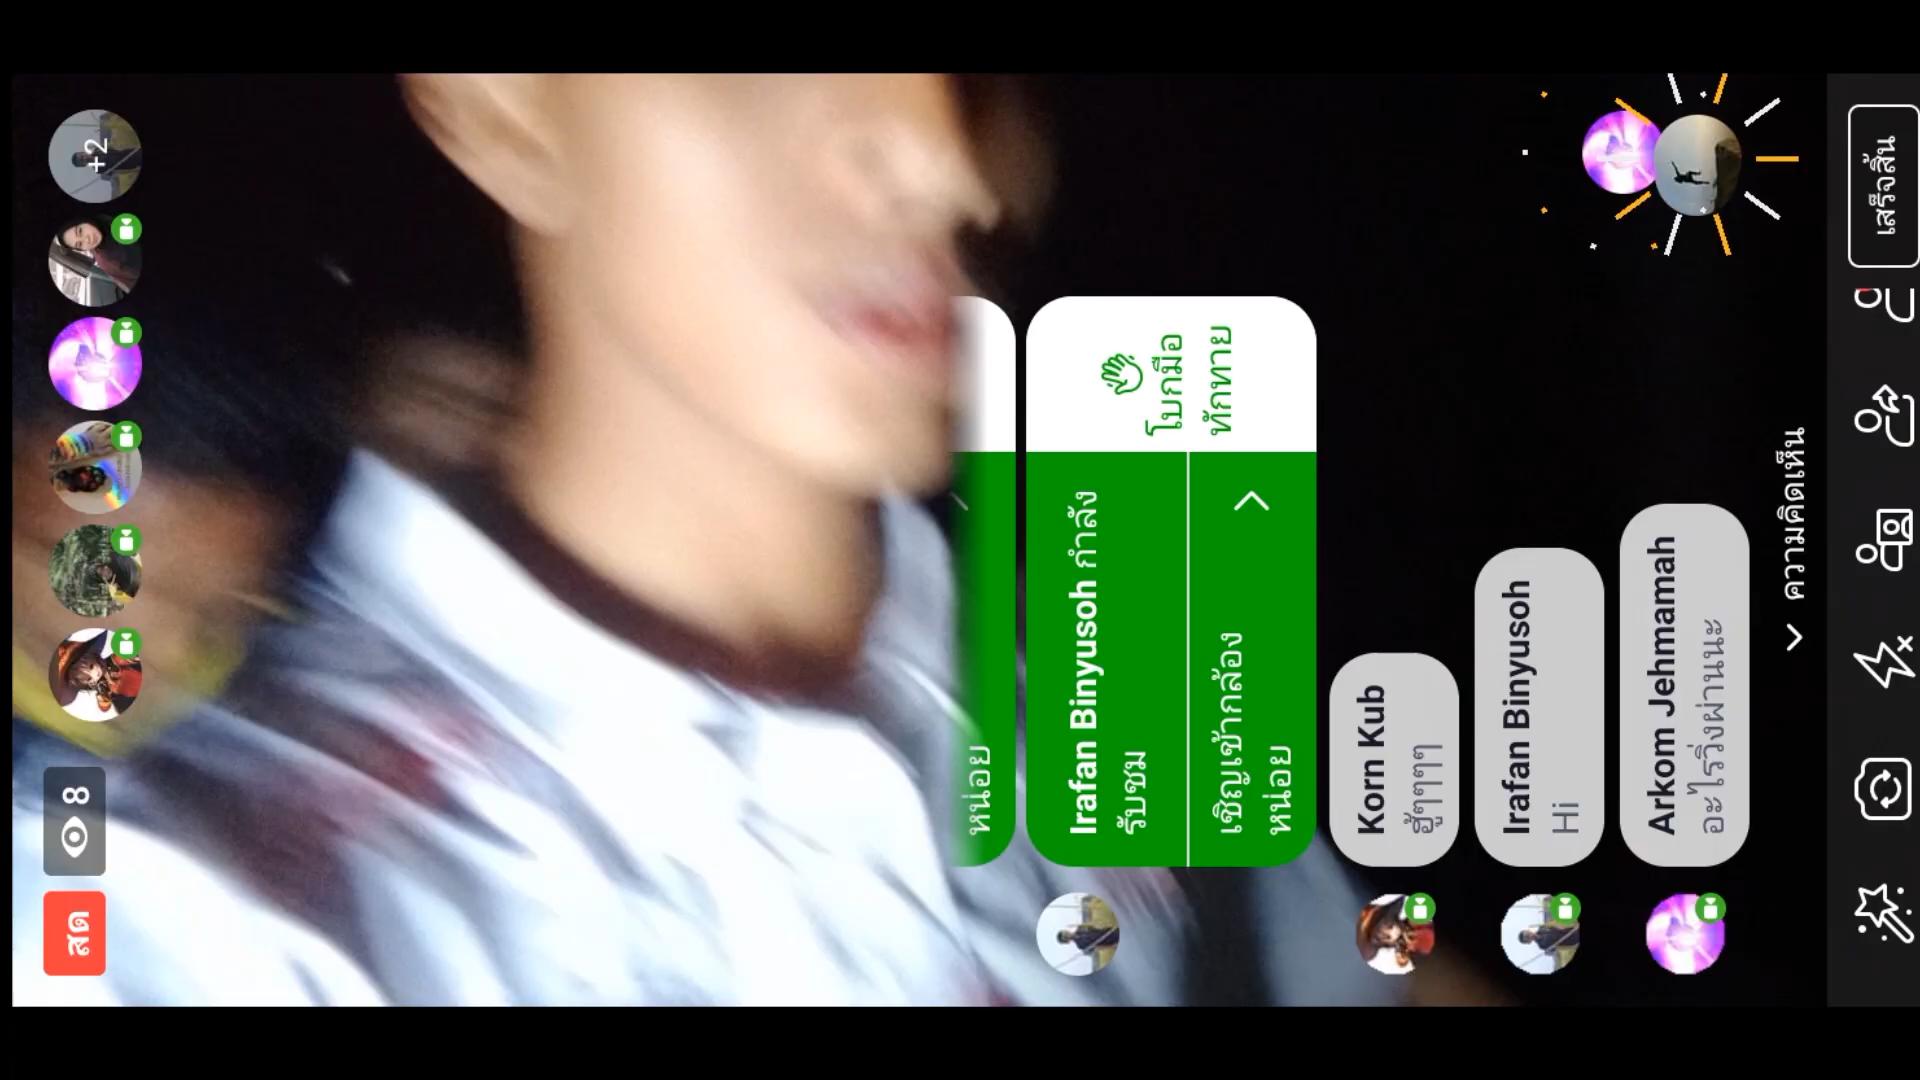 สด
8
+2
หน่อย
Irafan Binyusoh กำลัง
รับชม
เชิญเข้ากล้อง
หน่อย
โบกมือ
ทักทาย
Korn Kub
ฮู้ๆๆๆๆ
Irafan Binyusoh
Hi
Arkom Jehmamah
อะไรวิ่งผ่านนะ
ความคิดเห็น
เสร็จสิ้น